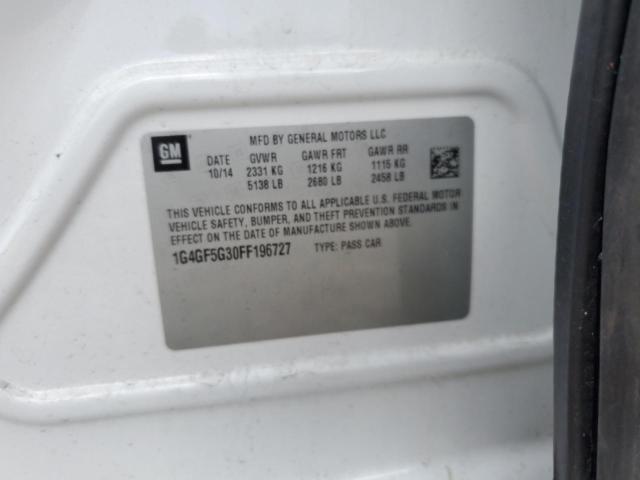 GM
MFD BY GENERAL MOTORS LLC
DATE GVWR GAWR FRT GAWR RR
10/14 2331 KG 1216 KG 1115 KG
5138 LB 2680 LB 2458 LB
THIS VEHICLE CONFORMS TO ALL APPLICABLE U.S. FEDERAL MOTOR
VEHICLE SAFETY, BUMPER, AND THEFT PREVENTION STANDARDS IN
EFFECT ON THE DATE OF MANUFACTURE SHOWN ABOVE.
1G4GF5G30FF196727 TYPE: PASS CAR